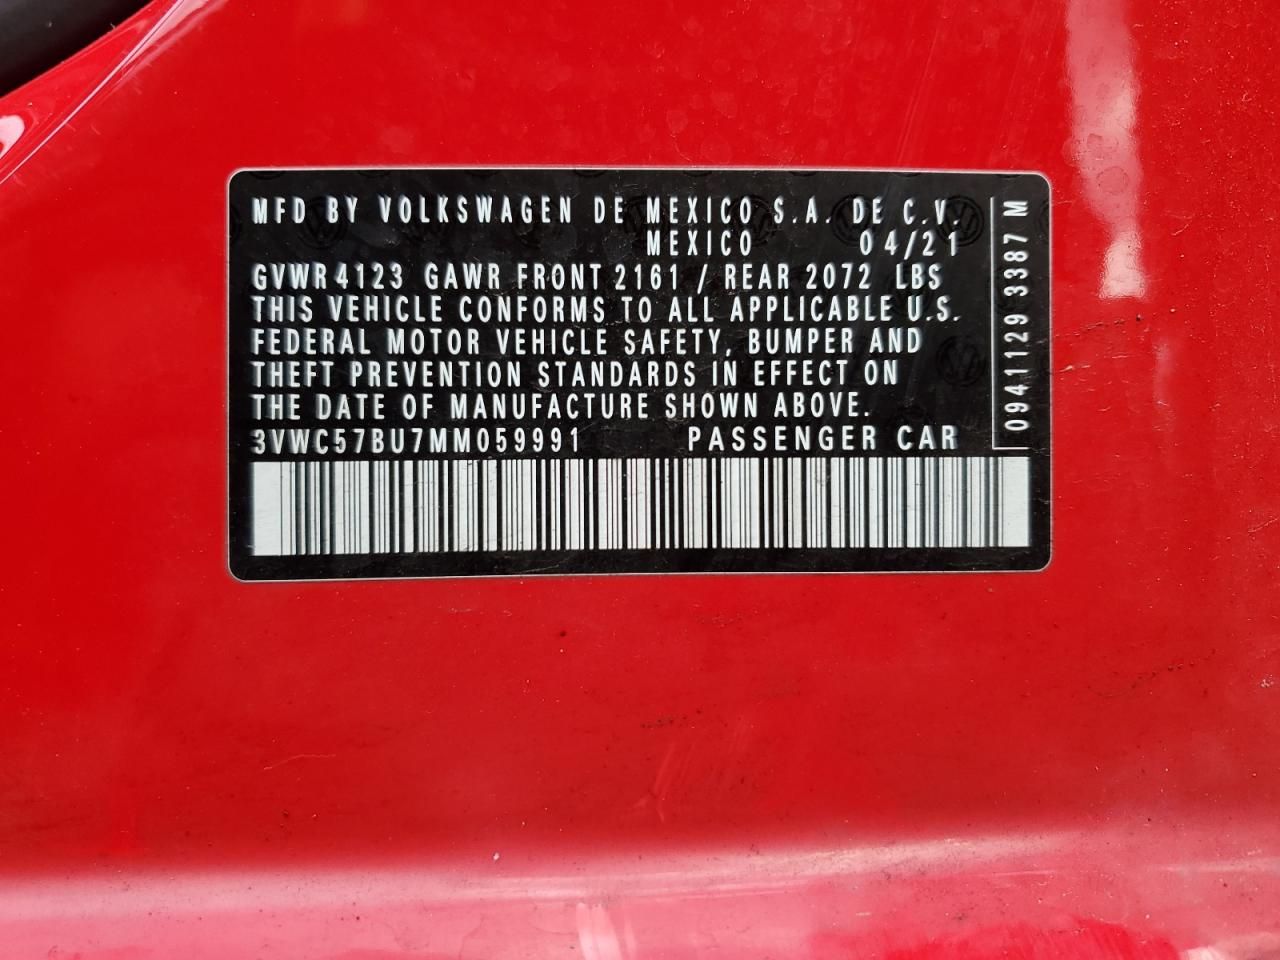 MFD BY VOLKSWAGEN DE MEXICO S.A. DE C.V.
MEXICO 04/21
GVWR 4123 GAWR FRONT 2161 / REAR 2072 LBS
THIS VEHICLE CONFORMS TO ALL APPLICABLE U.S.
FEDERAL MOTOR VEHICLE SAFETY, BUMPER AND
THEFT PREVENTION STANDARDS IN EFFECT ON
THE DATE OF MANUFACTURE SHOWN ABOVE.
3VWC57BU7MM059991 PASSENGER CAR
0941129 3387 M